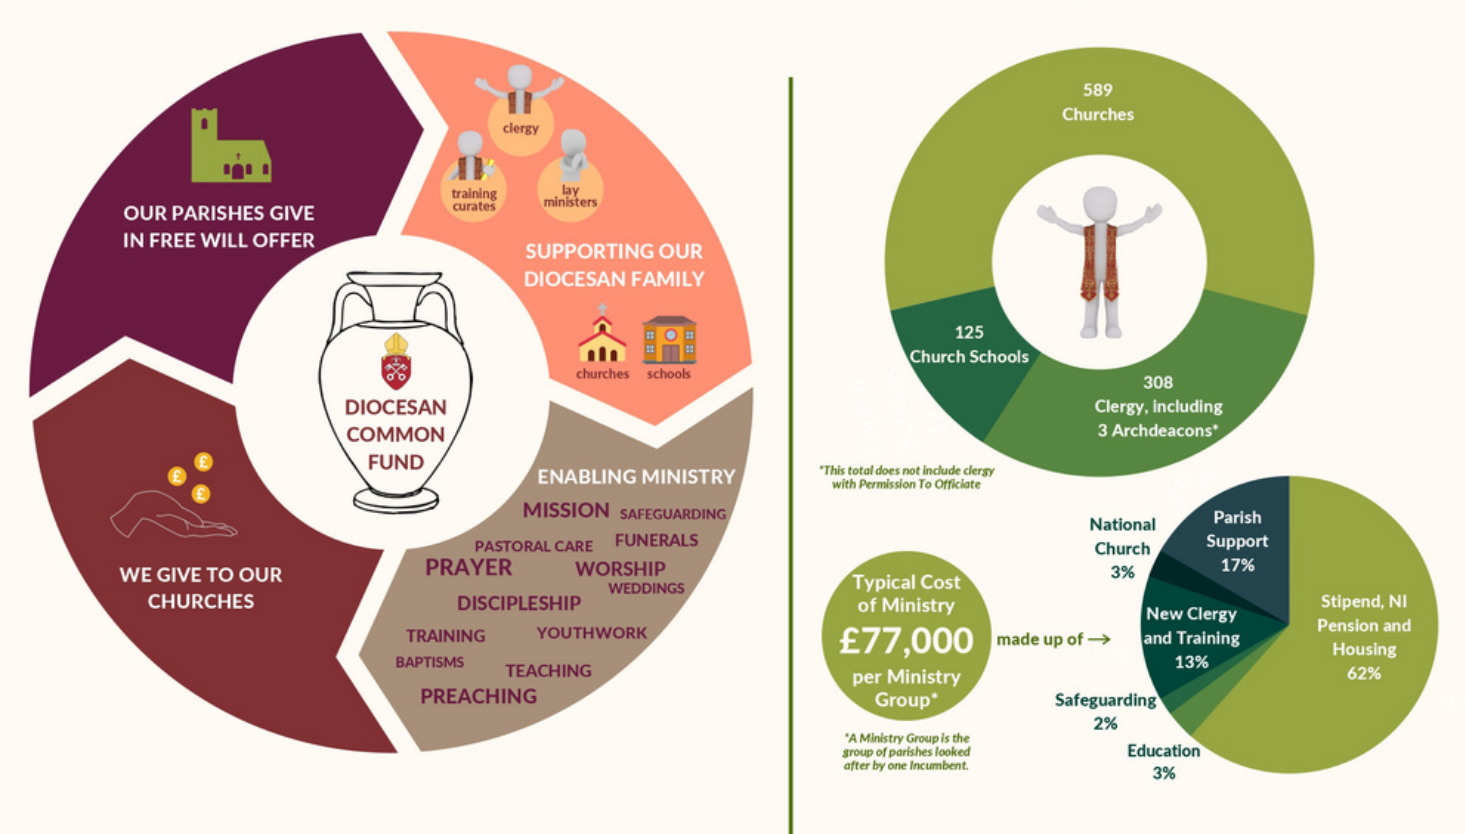 OUR PARISHES GIVE
IN FREE WILL OFFER
clergy
training
curates
lay
ministers
SUPPORTING OUR
DIOCESAN FAMILY
churches
schools
DIOCESAN
COMMON
FUND
ENABLING MINISTRY
MISSION
SAFEGUARDING
PASTORAL CARE
FUNERALS
PRAYER
WORSHIP
WEDDINGS
DISCIPLESHIP
TRAINING
YOUTHWORK
BAPTISMS
TEACHING
PREACHING
£
£
£
WE GIVE TO OUR
CHURCHES
589
Churches
125
Church Schools
308
Clergy, including
3 Archdeacons*
*This total does not include clergy
with Permission To Officiate
Typical Cost
of Ministry
£77,000
per Ministry
Group*
made up of →
*A Ministry Group is the
group of parishes looked
after by one Incumbent.
National
Church
3%
Parish
Support
17%
Stipend, NI
Pension and
Housing
62%
New Clergy
and Training
13%
Safeguarding
2%
Education
3%